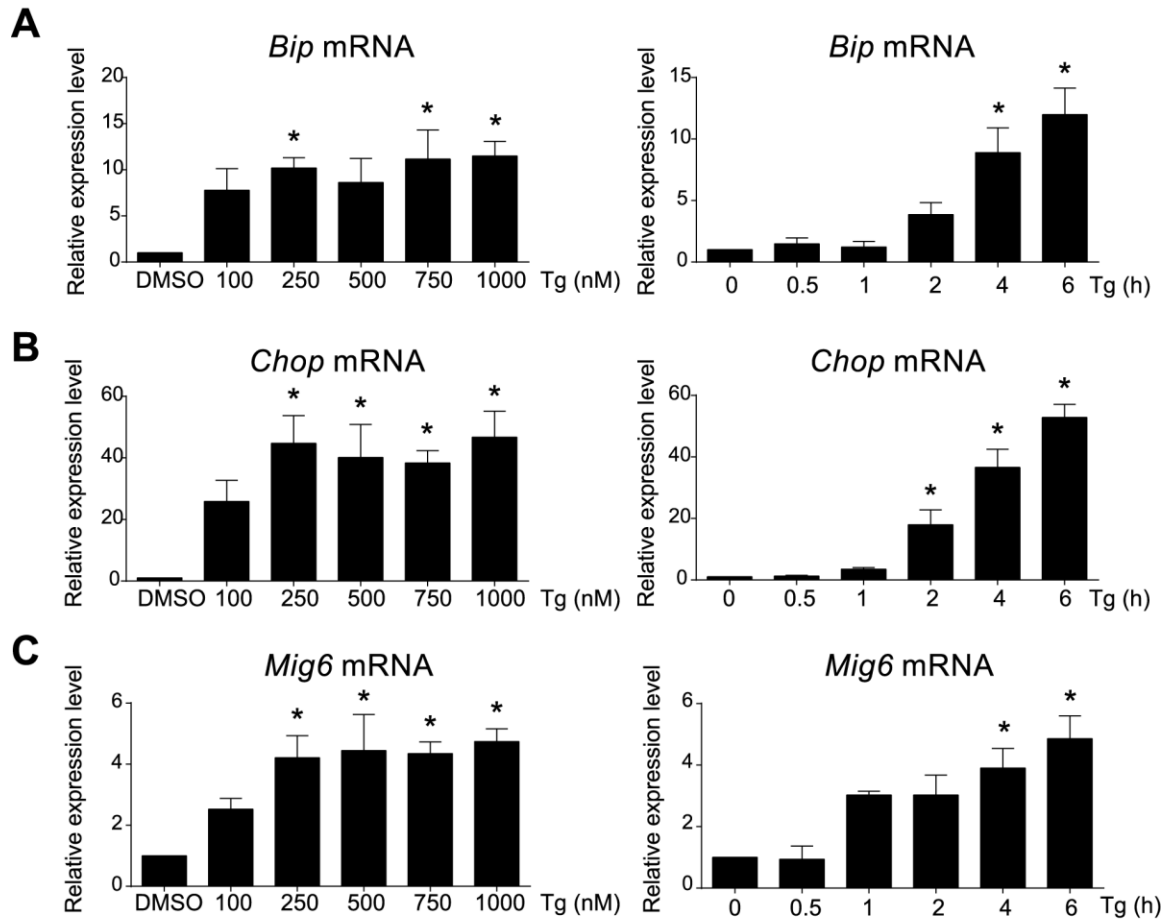 A
Bip mRNA
Relative expression level
20
15
10
5
0
* * *
DMSO 100 250 500 750 1000 Tg (nM)
Bip mRNA
Relative expression level
15
10
5
0
* *
0 0.5 1 2 4 6 Tg (h)
B
Chop mRNA
Relative expression level
60
40
20
0
* * * *
DMSO 100 250 500 750 1000 Tg (nM)
Chop mRNA
Relative expression level
60
40
20
0
* * *
0 0.5 1 2 4 6 Tg (h)
C
Mig6 mRNA
Relative expression level
6
4
2
0
* * * *
DMSO 100 250 500 750 1000 Tg (nM)
Mig6 mRNA
Relative expression level
6
4
2
0
* *
0 0.5 1 2 4 6 Tg (h)